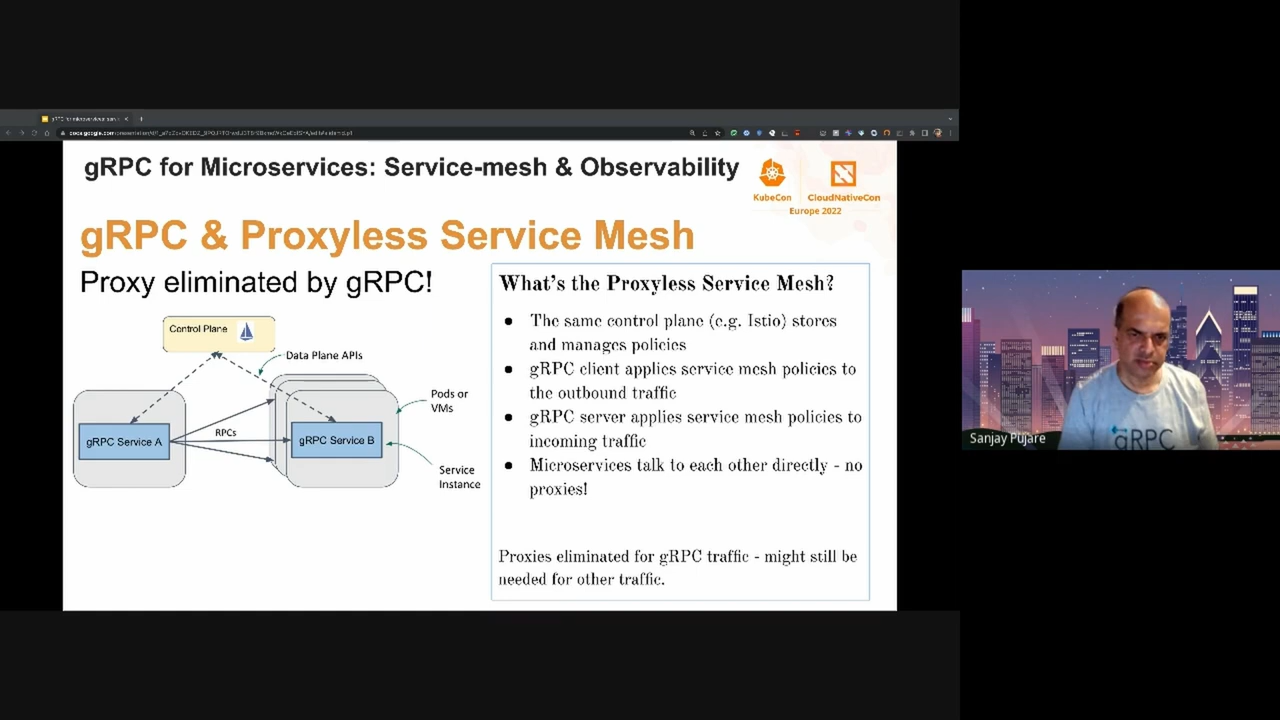 gRPC for Microservices: Service-mesh & Observability
KubeCon
CloudNativeCon
Europe 2022
gRPC & Proxyless Service Mesh
Proxy eliminated by gRPC!
Control Plane
Data Plane APIs
Pods or
VMs
gRPC Service A
RPCs
gRPC Service B
Service
Instance
What's the Proxyless Service Mesh?
● The same control plane (e.g. Istio) stores
and manages policies
● gRPC client applies service mesh policies to
the outbound traffic
● gRPC server applies service mesh policies to
incoming traffic
● Microservices talk to each other directly - no
proxies!
Proxies eliminated for gRPC traffic - might still be
needed for other traffic.
Sanjay Pujare
gRPC